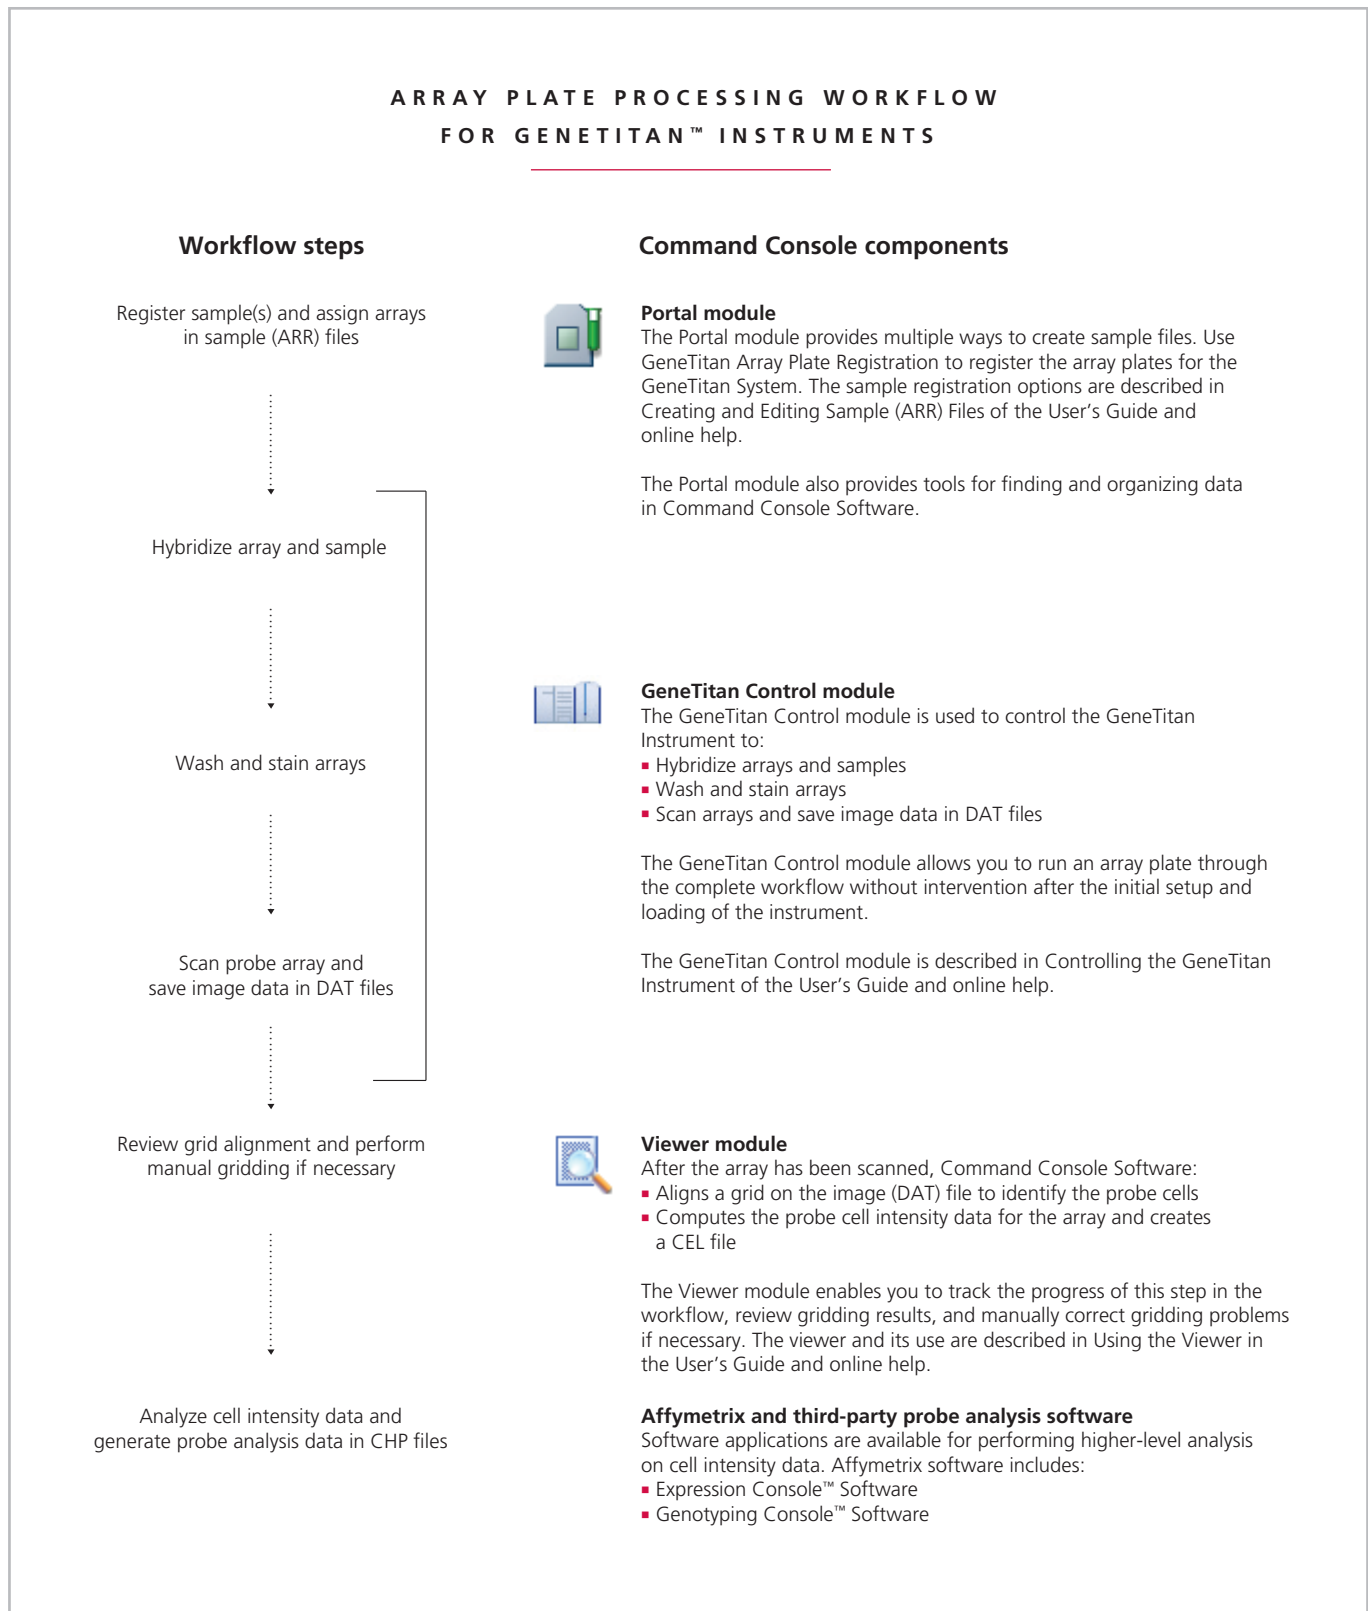 ARRAY PLATE PROCESSING WORKFLOW
FOR GENETITAN™ INSTRUMENTS
Workflow steps
Command Console components
Register sample(s) and assign arrays
in sample (ARR) files
Portal module
The Portal module provides multiple ways to create sample files. Use
GeneTitan Array Plate Registration to register the array plates for the
GeneTitan System. The sample registration options are described in
Creating and Editing Sample (ARR) Files of the User’s Guide and
online help.
The Portal module also provides tools for finding and organizing data
in Command Console Software.
Hybridize array and sample
Wash and stain arrays
GeneTitan Control module
The GeneTitan Control module is used to control the GeneTitan
Instrument to:
▪ Hybridize arrays and samples
▪ Wash and stain arrays
▪ Scan arrays and save image data in DAT files
The GeneTitan Control module allows you to run an array plate through
the complete workflow without intervention after the initial setup and
loading of the instrument.
The GeneTitan Control module is described in Controlling the GeneTitan
Instrument of the User’s Guide and online help.
Scan probe array and
save image data in DAT files
Review grid alignment and perform
manual gridding if necessary
Viewer module
After the array has been scanned, Command Console Software:
▪ Aligns a grid on the image (DAT) file to identify the probe cells
▪ Computes the probe cell intensity data for the array and creates
a CEL file
The Viewer module enables you to track the progress of this step in the
workflow, review gridding results, and manually correct gridding problems
if necessary. The viewer and its use are described in Using the Viewer in
the User’s Guide and online help.
Analyze cell intensity data and
generate probe analysis data in CHP files
Affymetrix and third-party probe analysis software
Software applications are available for performing higher-level analysis
on cell intensity data. Affymetrix software includes:
▪ Expression Console™ Software
▪ Genotyping Console™ Software